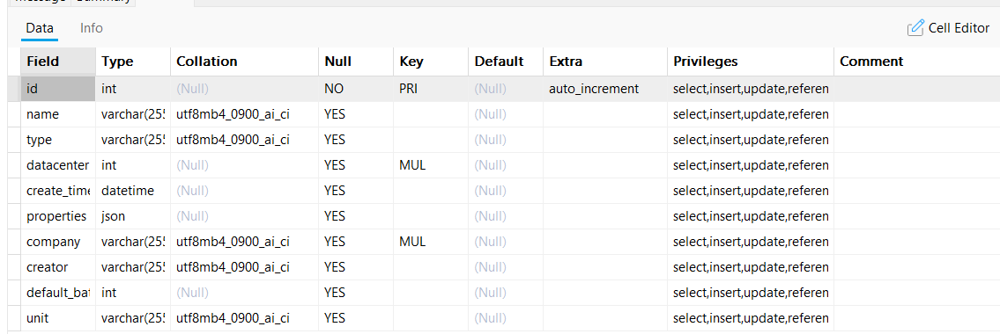 Message Summary
Data Info Cell Editor
Field Type Collation Null Key Default Extra Privileges Comment
id int (Null) NO PRI (Null) auto_increment select,insert,update,referen
name varchar(255 utf8mb4_0900_ai_ci YES (Null) select,insert,update,referen
type varchar(255 utf8mb4_0900_ai_ci YES (Null) select,insert,update,referen
datacenter int (Null) YES MUL (Null) select,insert,update,referen
create_time datetime (Null) YES (Null) select,insert,update,referen
properties json (Null) YES (Null) select,insert,update,referen
company varchar(255 utf8mb4_0900_ai_ci YES MUL (Null) select,insert,update,referen
creator varchar(255 utf8mb4_0900_ai_ci YES (Null) select,insert,update,referen
default_bat int (Null) YES (Null) select,insert,update,referen
unit varchar(255 utf8mb4_0900_ai_ci YES (Null) select,insert,update,referen